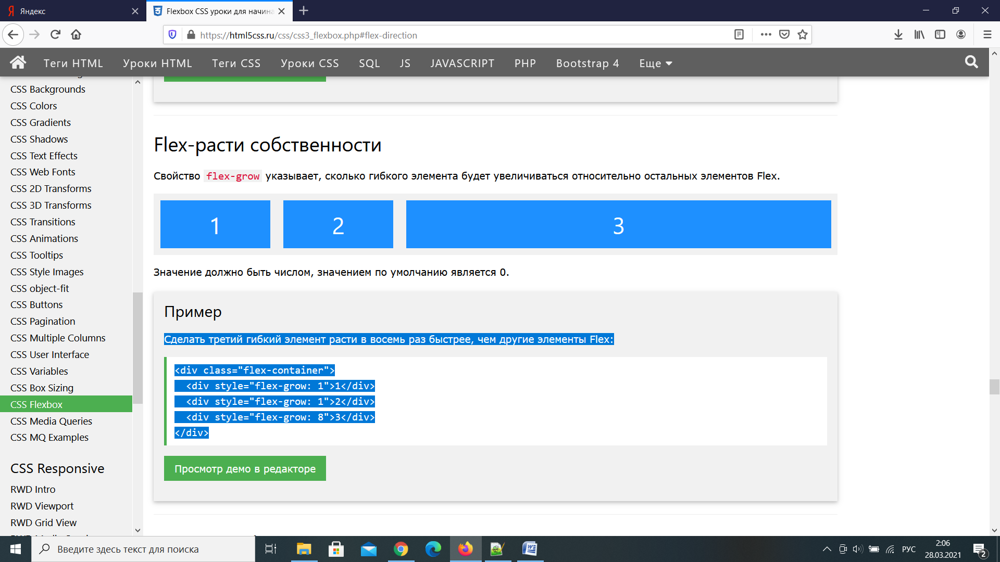 Яндекс
Flexbox CSS уроки для начина
https://html5css.ru/css/css3_flexbox.php#flex-direction
Теги HTML Уроки HTML Теги CSS Уроки CSS SQL JS JAVASCRIPT PHP Bootstrap 4 Еще
CSS Backgrounds
CSS Colors
CSS Gradients
CSS Shadows
CSS Text Effects
CSS Web Fonts
CSS 2D Transforms
CSS 3D Transforms
CSS Transitions
CSS Animations
CSS Tooltips
CSS Style Images
CSS object-fit
CSS Buttons
CSS Pagination
CSS Multiple Columns
CSS User Interface
CSS Variables
CSS Box Sizing
CSS Flexbox
CSS Media Queries
CSS MQ Examples
CSS Responsive
RWD Intro
RWD Viewport
RWD Grid View
Flex-расти собственности
Свойство flex-grow указывает, сколько гибкого элемента будет увеличиваться относительно остальных элементов Flex.
1 2 3
Значение должно быть числом, значением по умолчанию является 0.
Пример
Сделать третий гибкий элемент расти в восемь раз быстрее, чем другие элементы Flex:
<div class="flex-container">
  <div style="flex-grow: 1">1</div>
  <div style="flex-grow: 1">2</div>
  <div style="flex-grow: 8">3</div>
</div>
Просмотр демо в редакторе
Введите здесь текст для поиска
РУС
2:06
28.03.2021
2